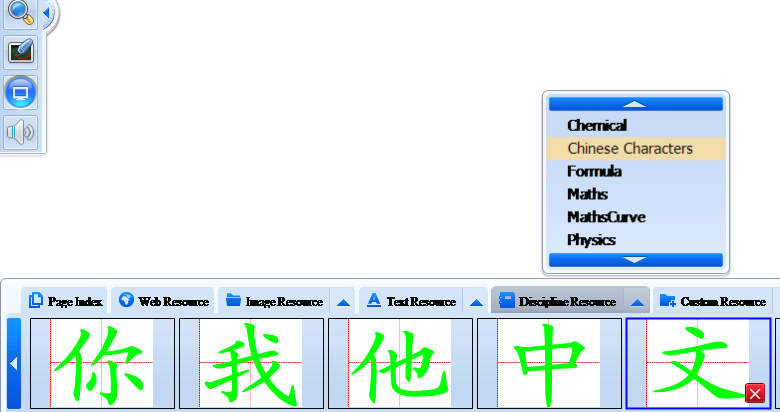 Chemical
Chinese Characters
Formula
Maths
MathsCurve
Physics
Page Index Web Resource Image Resource Text Resource Discipline Resource Custom Resource
你 我 他 中 文